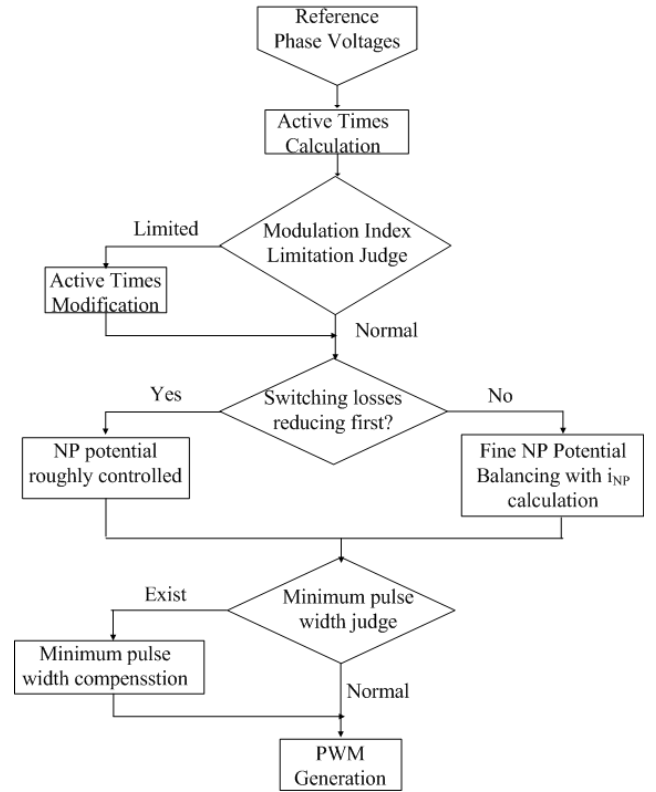 Reference
Phase Voltages
Active Times
Calculation
Limited
Modulation Index
Limitation Judge
Active Times
Modification
Normal
Yes
Switching losses
reducing first?
No
NP potential
roughly controlled
Fine NP Potential
Balancing with iNP
calculation
Exist
Minimum pulse
width judge
Minimum pulse
width compensstion
Normal
PWM
Generation